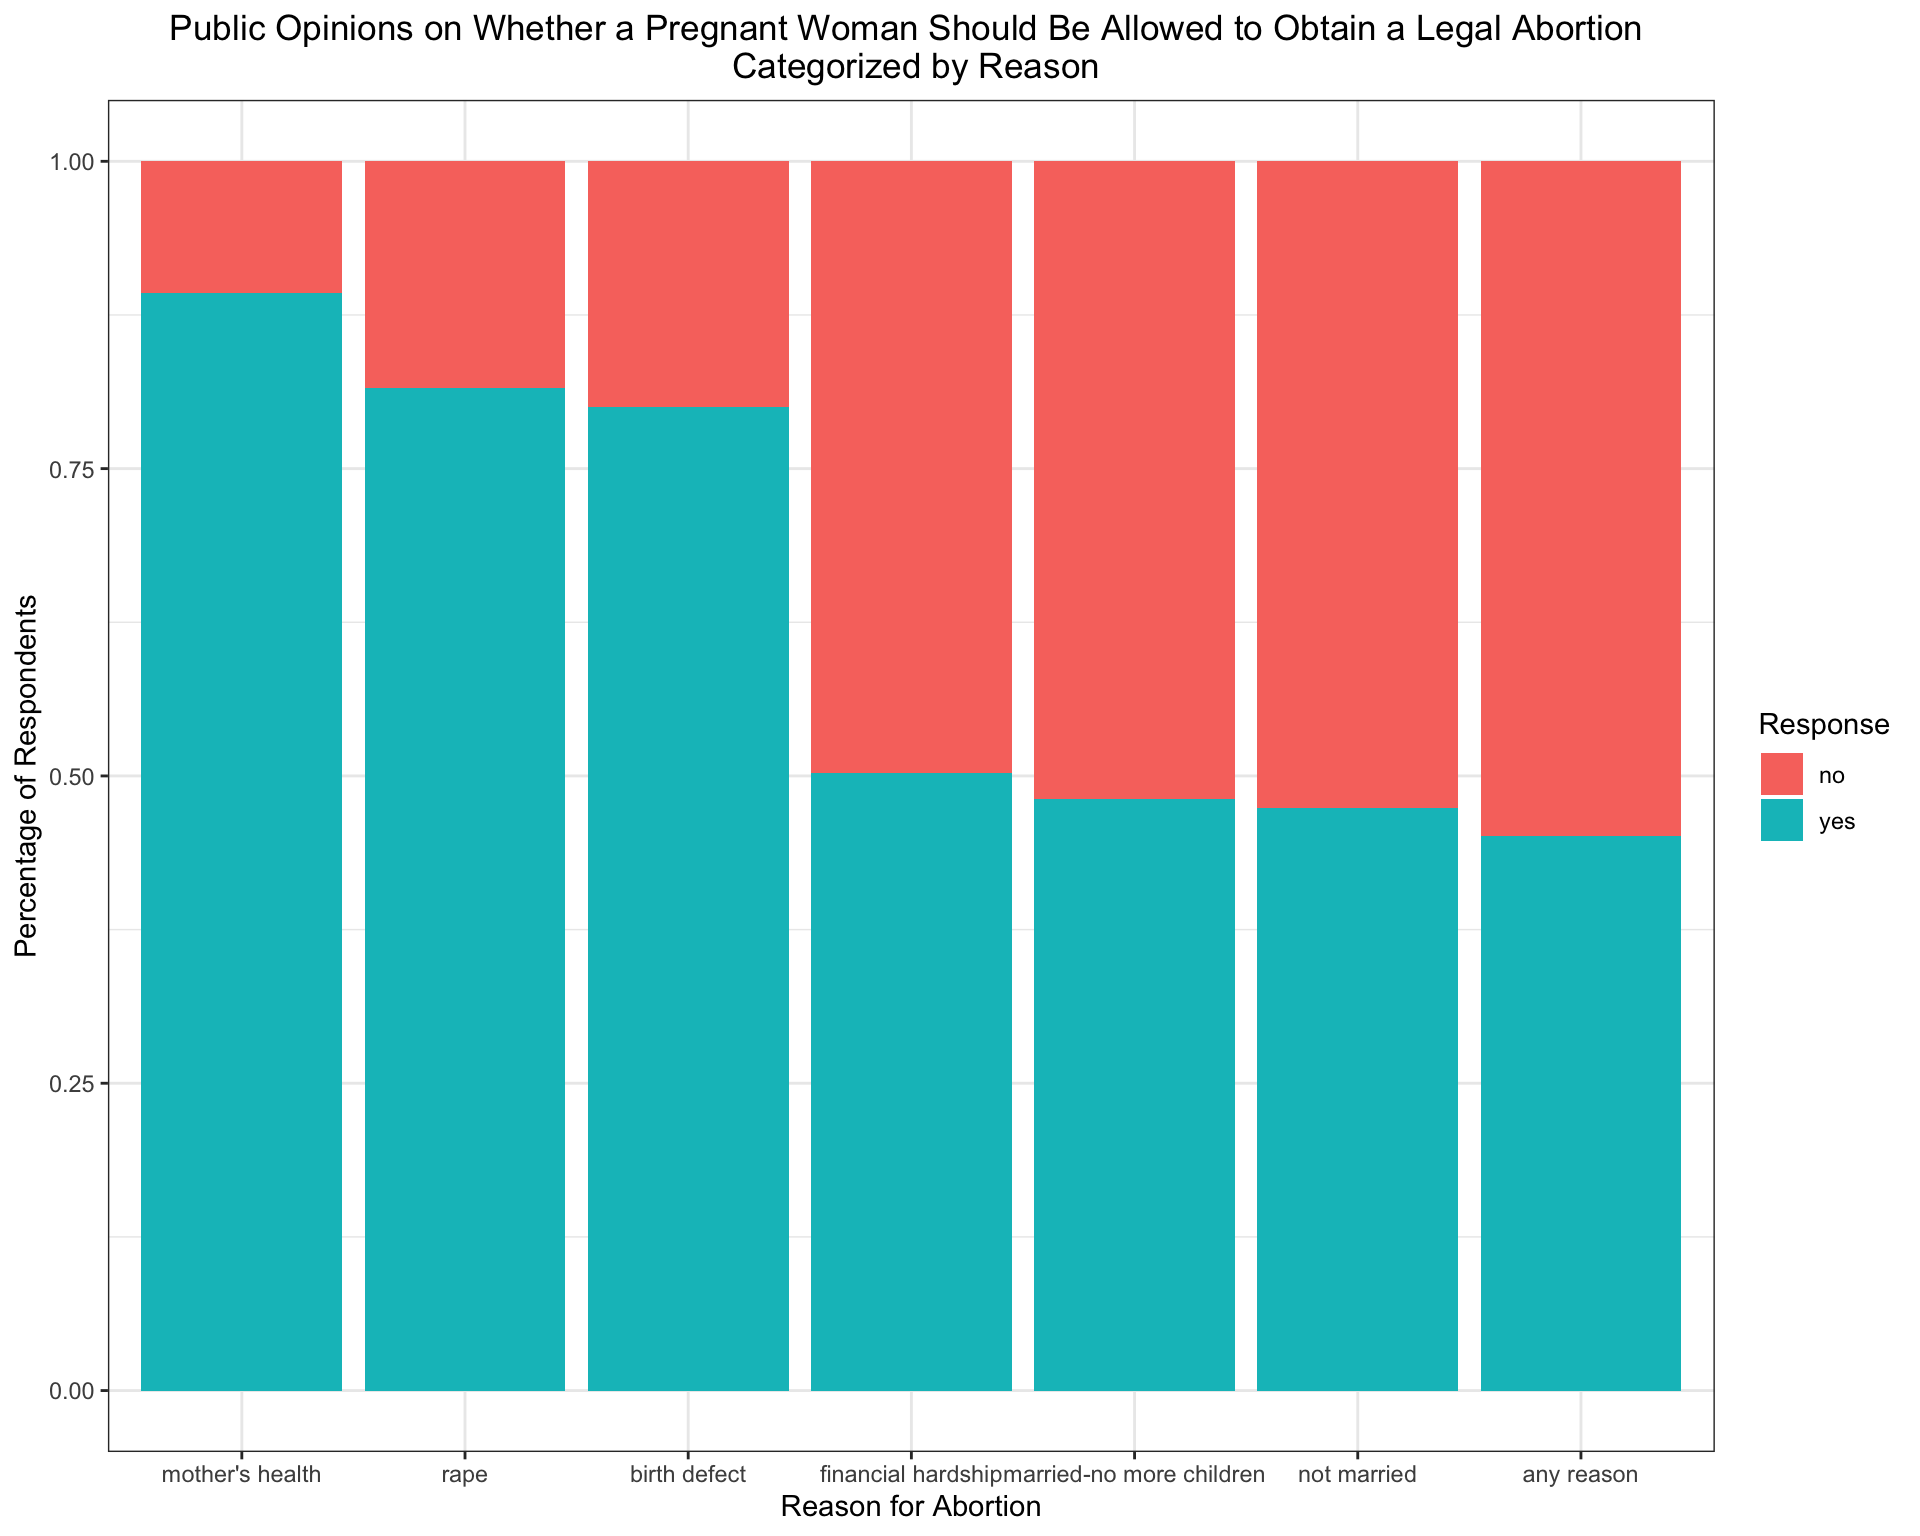 Public Opinions on Whether a Pregnant Woman Should Be Allowed to Obtain a Legal Abortion
Categorized by Reason
Percentage of Respondents
1.00
0.75
0.50
0.25
0.00
mother's health rape birth defect financial hardship married-no more children not married any reason
Reason for Abortion
Response
no
yes